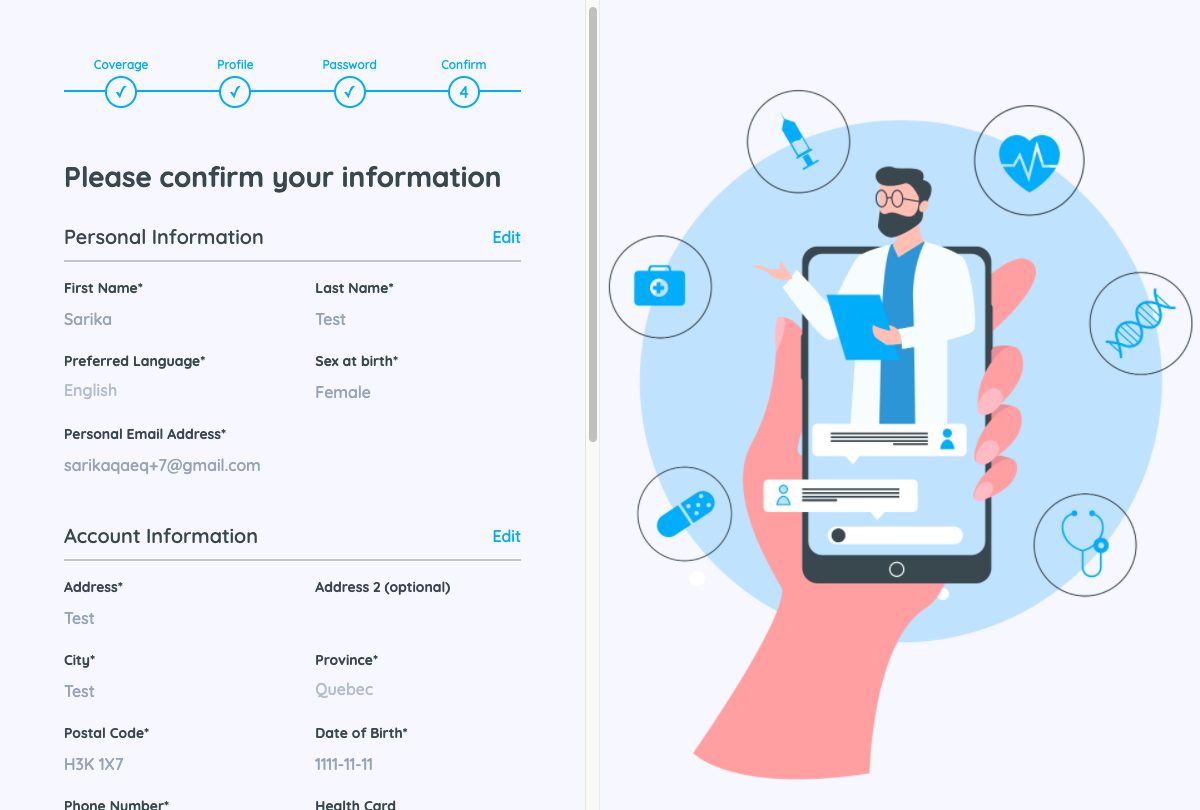 Coverage Profile Password Confirm
✓ ✓ ✓ 4
Please confirm your information
Personal Information Edit
First Name* Last Name*
Sarika Test
Preferred Language* Sex at birth*
English Female
Personal Email Address*
sarikaqaeq+7@gmail.com
Account Information Edit
Address* Address 2 (optional)
Test
City* Province*
Test Quebec
Postal Code* Date of Birth*
H3K 1X7 1111-11-11
Phone Number* Health Card